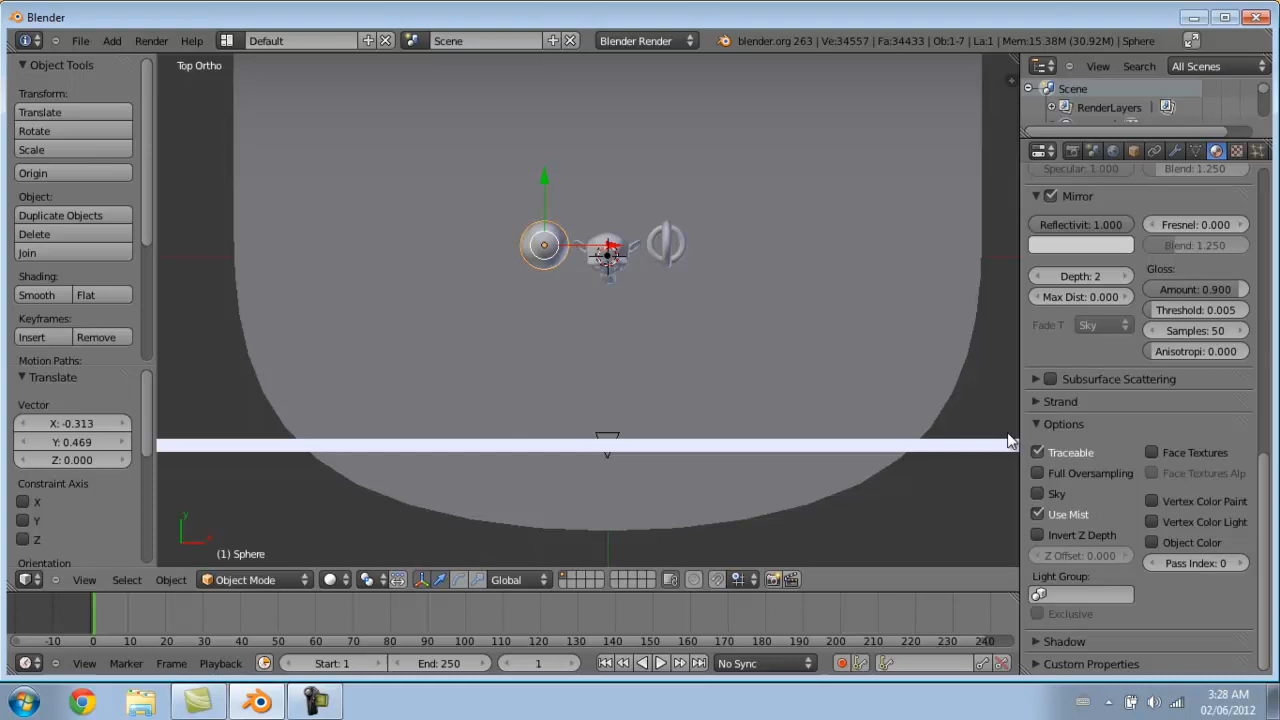 Blender
File Add Render Help Default Scene Blender Render blender.org 263 | Ve:34557 | Fa:34433 | Ob:1-7 | La:1 | Mem:15.38M (30.92M) | Sphere
Object Tools
Transform:
Translate
Rotate
Scale
Origin
Object:
Duplicate Objects
Delete
Join
Shading:
Smooth Flat
Keyframes:
Insert Remove
Motion Paths:
Translate
Vector
X: -0.313
Y: 0.469
Z: 0.000
Constraint Axis
X
Y
Z
Orientation
Top Ortho
y
x
(1) Sphere
View Select Object Object Mode Global
View Search All Scenes
Scene
RenderLayers |
Specular: 1.000 Blend: 1.250
Mirror
Reflectivit: 1.000 Fresnel: 0.000
Blend: 1.250
Depth: 2 Gloss:
Max Dist: 0.000 Amount: 0.900
Threshold: 0.005
Fade T Sky Samples: 50
Anisotropi: 0.000
Subsurface Scattering
Strand
Options
Traceable Face Textures
Full Oversampling Face Textures Alp
Sky Vertex Color Paint
Use Mist Vertex Color Light
Invert Z Depth Object Color
Z Offset: 0.000 Pass Index: 0
Light Group:
Exclusive
Shadow
Custom Properties
-10 0 10 20 30 40 50 60 70 80 90 100 110 120 130 140 150 160 170 180 190 200 210 220 230 240
View Marker Frame Playback Start: 1 End: 250 1 No Sync
3:28 AM
02/06/2012